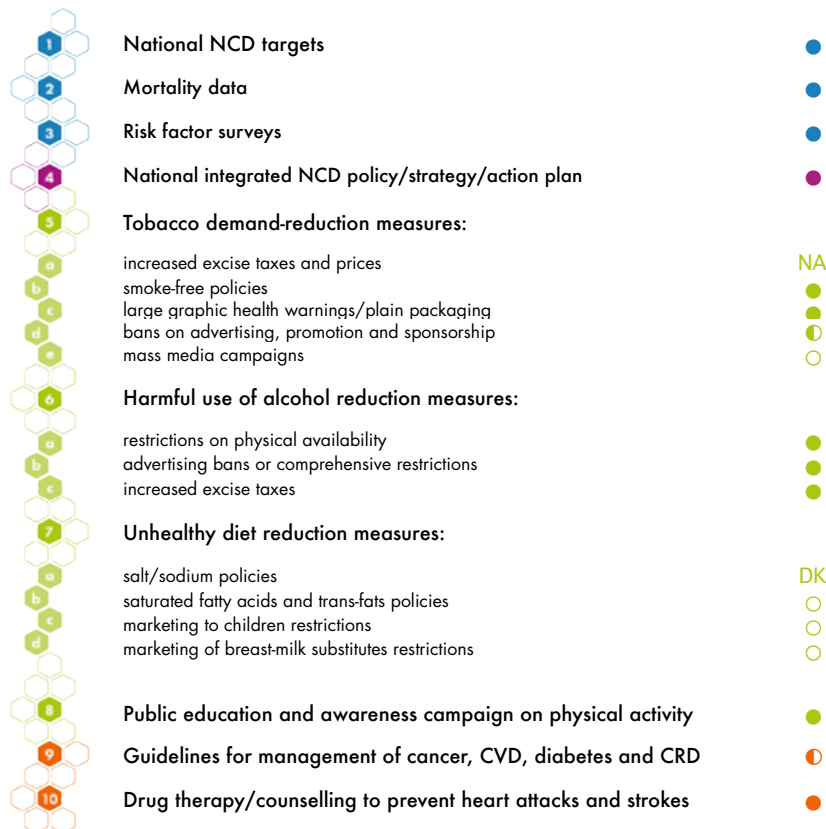 1 National NCD targets
2 Mortality data
3 Risk factor surveys
4 National integrated NCD policy/strategy/action plan
5 Tobacco demand-reduction measures:
a increased excise taxes and prices NA
b smoke-free policies
c large graphic health warnings/plain packaging
d bans on advertising, promotion and sponsorship
e mass media campaigns
6 Harmful use of alcohol reduction measures:
a restrictions on physical availability
b advertising bans or comprehensive restrictions
c increased excise taxes
7 Unhealthy diet reduction measures:
a salt/sodium policies DK
b saturated fatty acids and trans-fats policies
c marketing to children restrictions
d marketing of breast-milk substitutes restrictions
8 Public education and awareness campaign on physical activity
9 Guidelines for management of cancer, CVD, diabetes and CRD
10 Drug therapy/counselling to prevent heart attacks and strokes